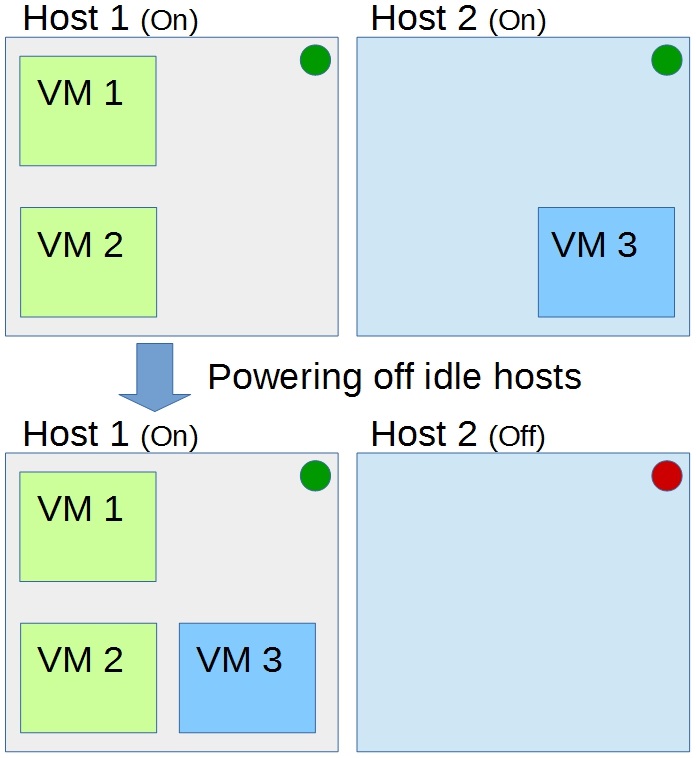 Host 1 (On)
Host 2 (On)
VM 1
VM 2
VM 3
Powering off idle hosts
Host 1 (On)
Host 2 (Off)
VM 1
VM 2
VM 3